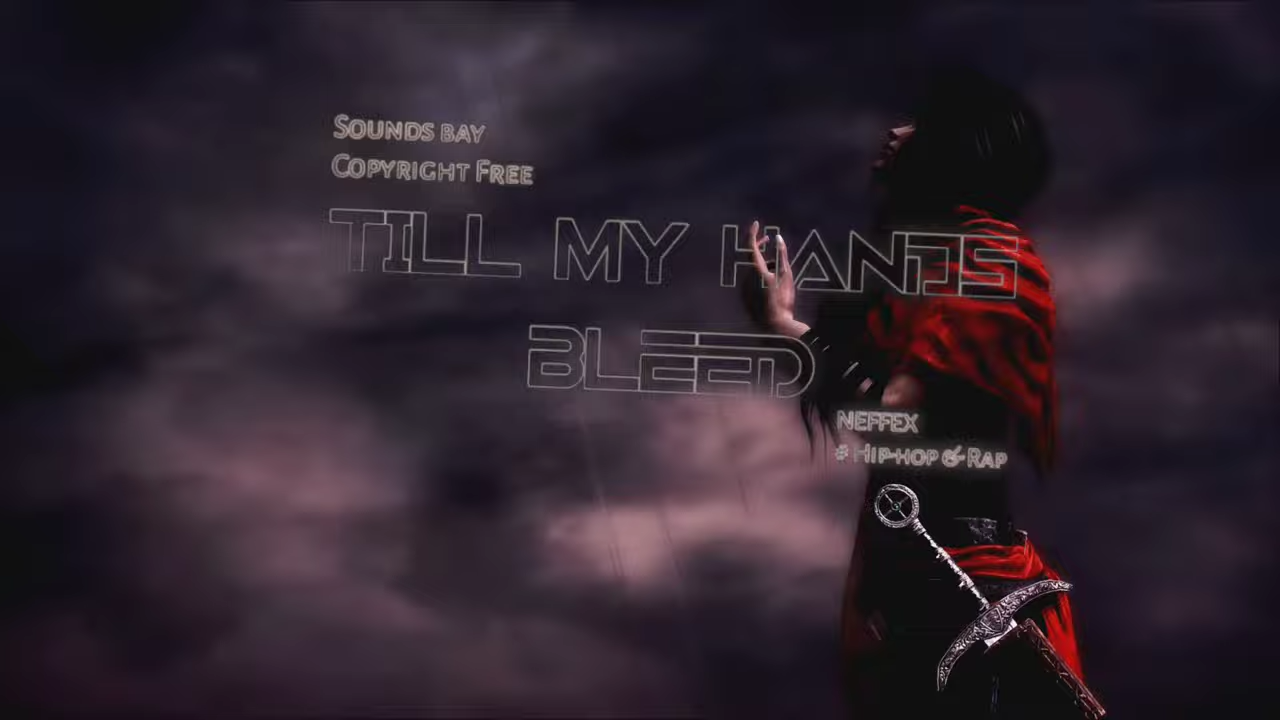 Sounds bay
Copyright Free
TILL MY HANDS
BLEED
NEFFEX
# Hip-hop & Rap